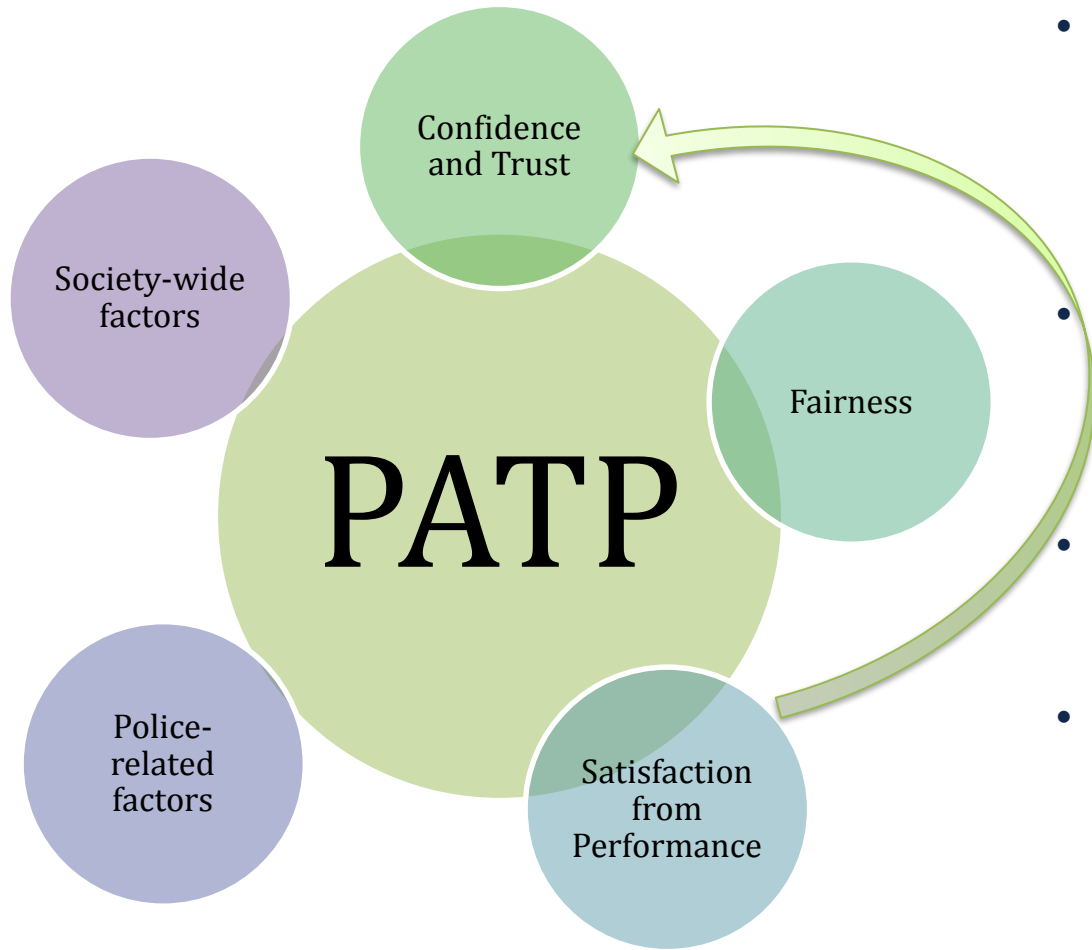 Confidence
and Trust
Society-wide
factors
Fairness
PATP
Police-
related
factors
Satisfaction
from
Performance